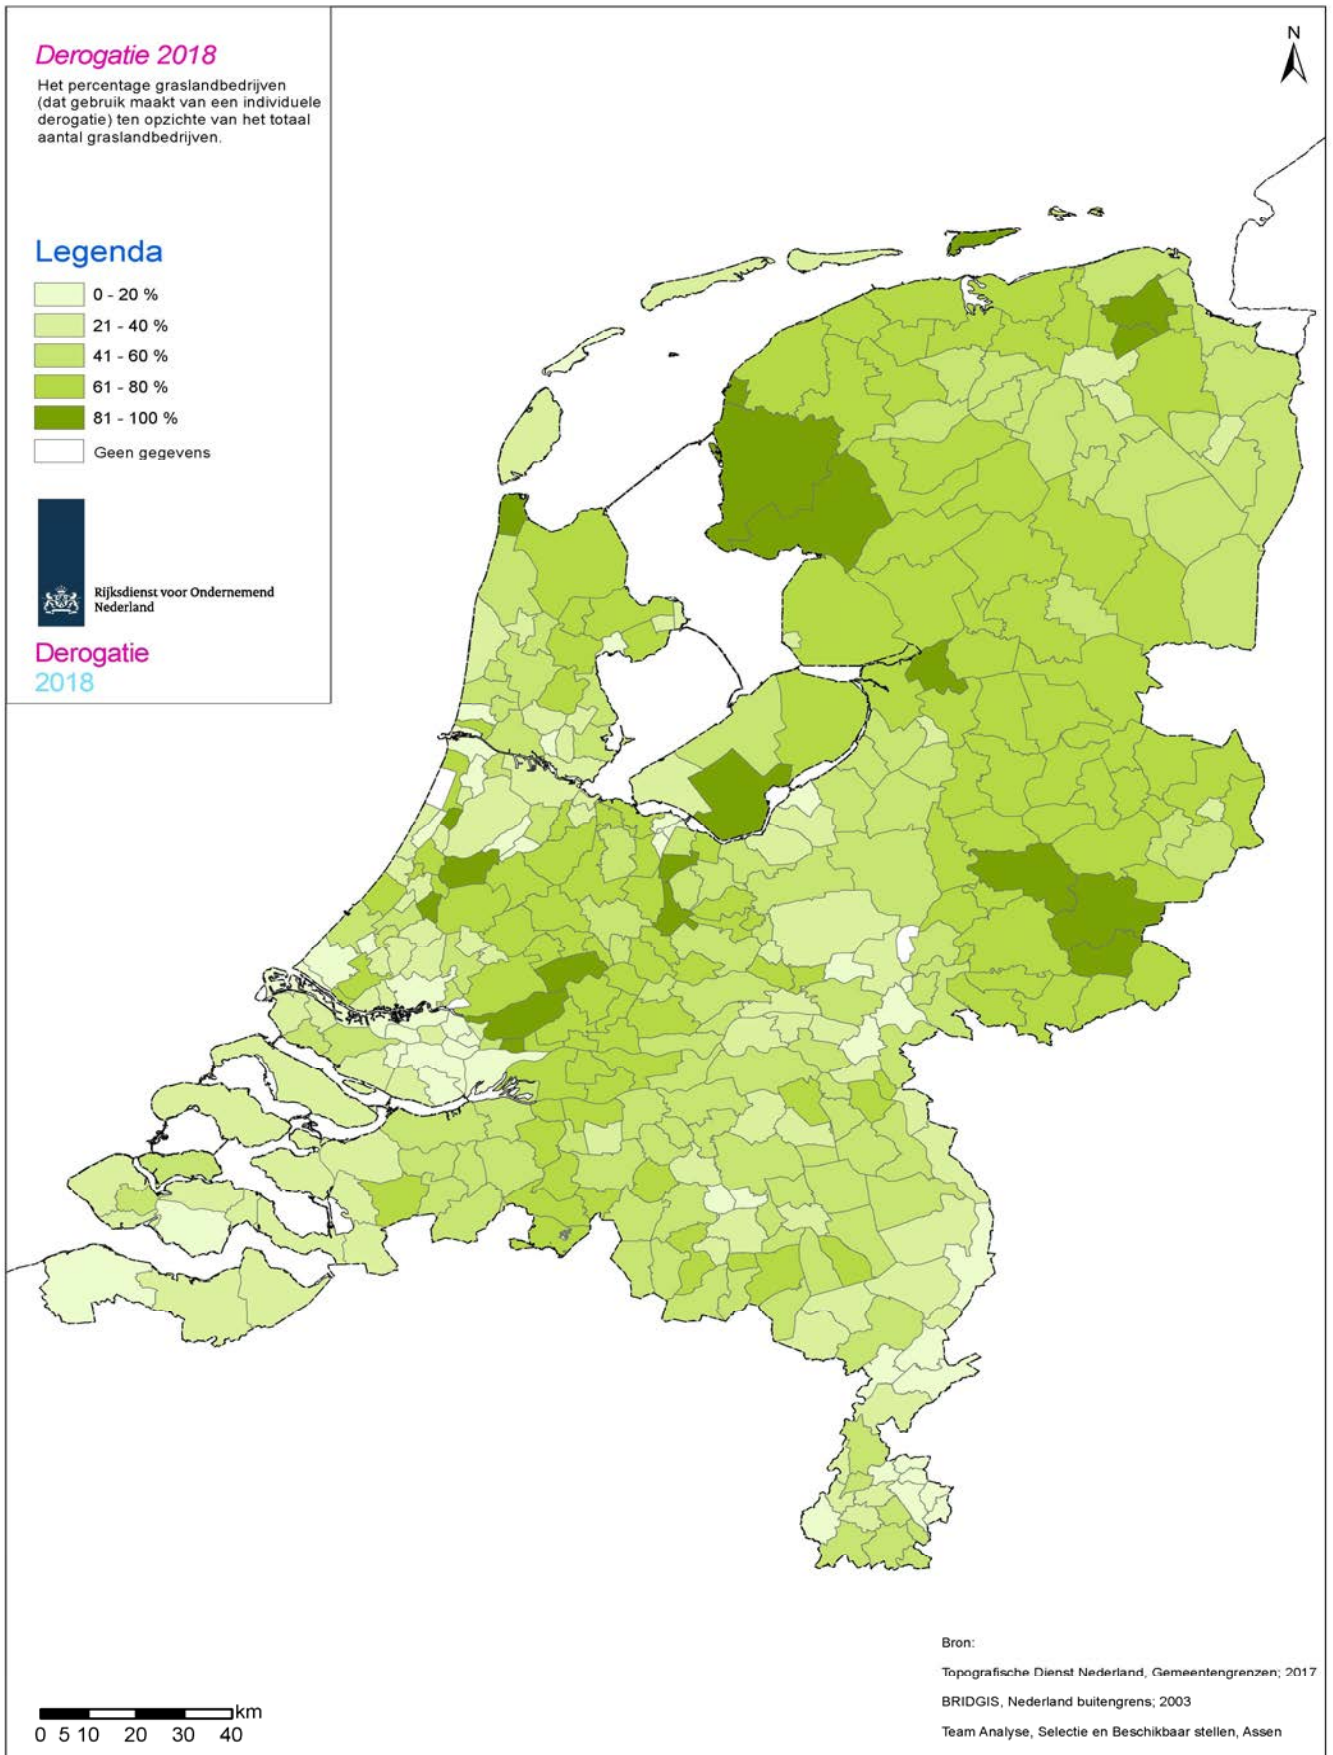 Derogatie 2018
Het percentage graslandbedrijven
(dat gebruik maakt van een individuele
derogatie) ten opzichte van het totaal
aantal graslandbedrijven.
N
Legenda
0 - 20 %
21 - 40 %
41 - 60 %
61 - 80 %
81 - 100 %
Geen gegevens
Rijksdienst voor Ondernemend
Nederland
Derogatie
2018
Bron:
Topografische Dienst Nederland, Gemeentengrenzen; 2017
BRIDGIS, Nederland buitengrens; 2003
Team Analyse, Selectie en Beschikbaar stellen, Assen
km
0 5 10 20 30 40